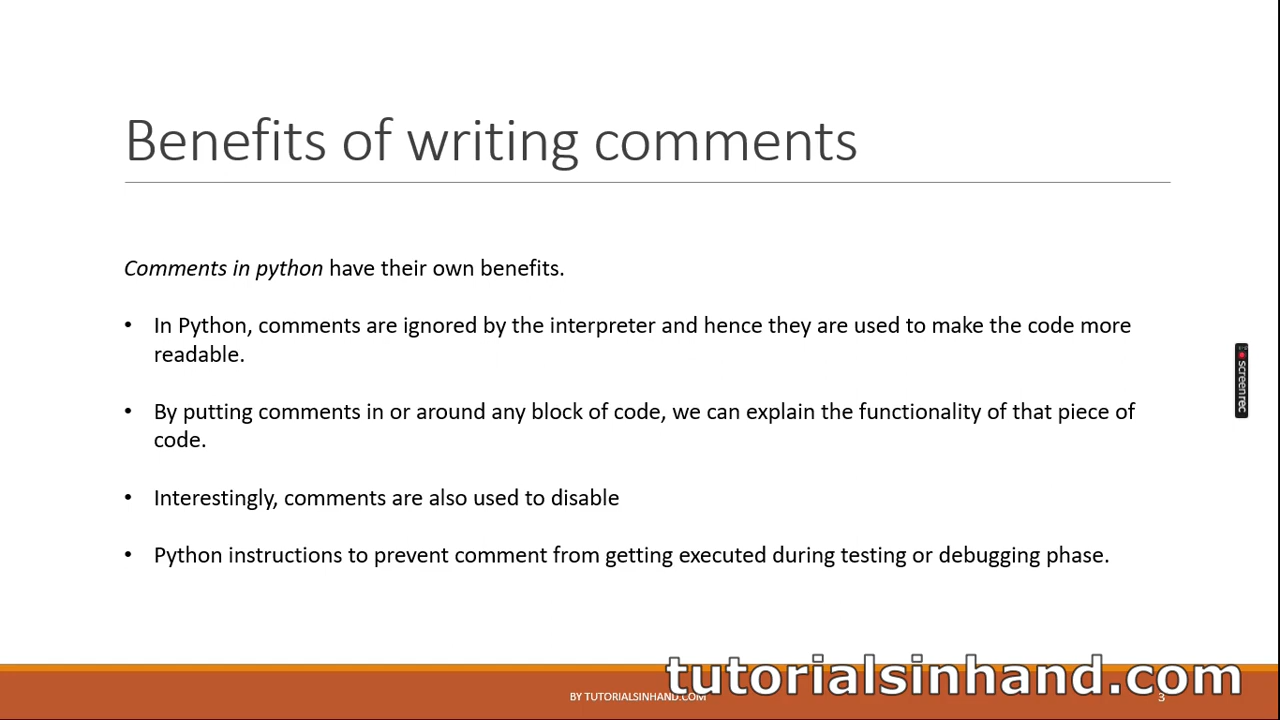 Benefits of writing comments
Comments in python have their own benefits.
• In Python, comments are ignored by the interpreter and hence they are used to make the code more
readable.
• By putting comments in or around any block of code, we can explain the functionality of that piece of
code.
• Interestingly, comments are also used to disable
• Python instructions to prevent comment from getting executed during testing or debugging phase.
screenrec
tutorialsinhand.com
BY TUTORIALSINHAND.COM
3